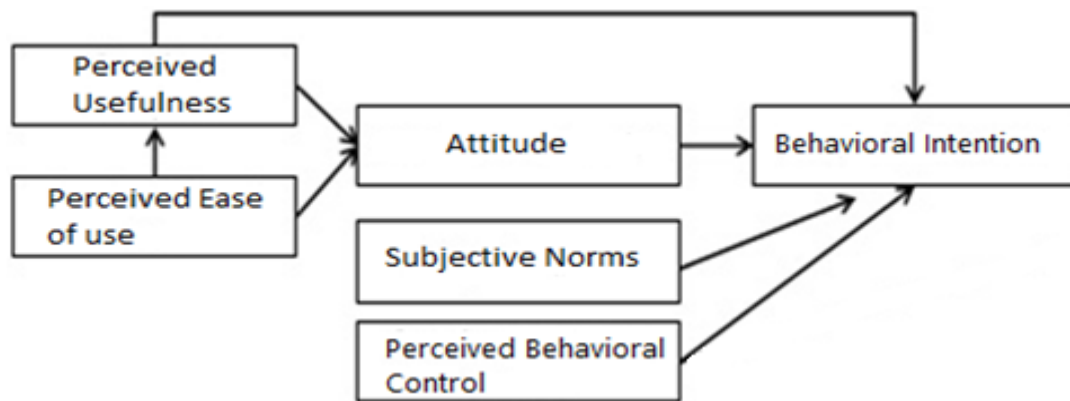 Perceived
Usefulness
Attitude
Behavioral Intention
Perceived Ease
of use
Subjective Norms
Perceived Behavioral
Control